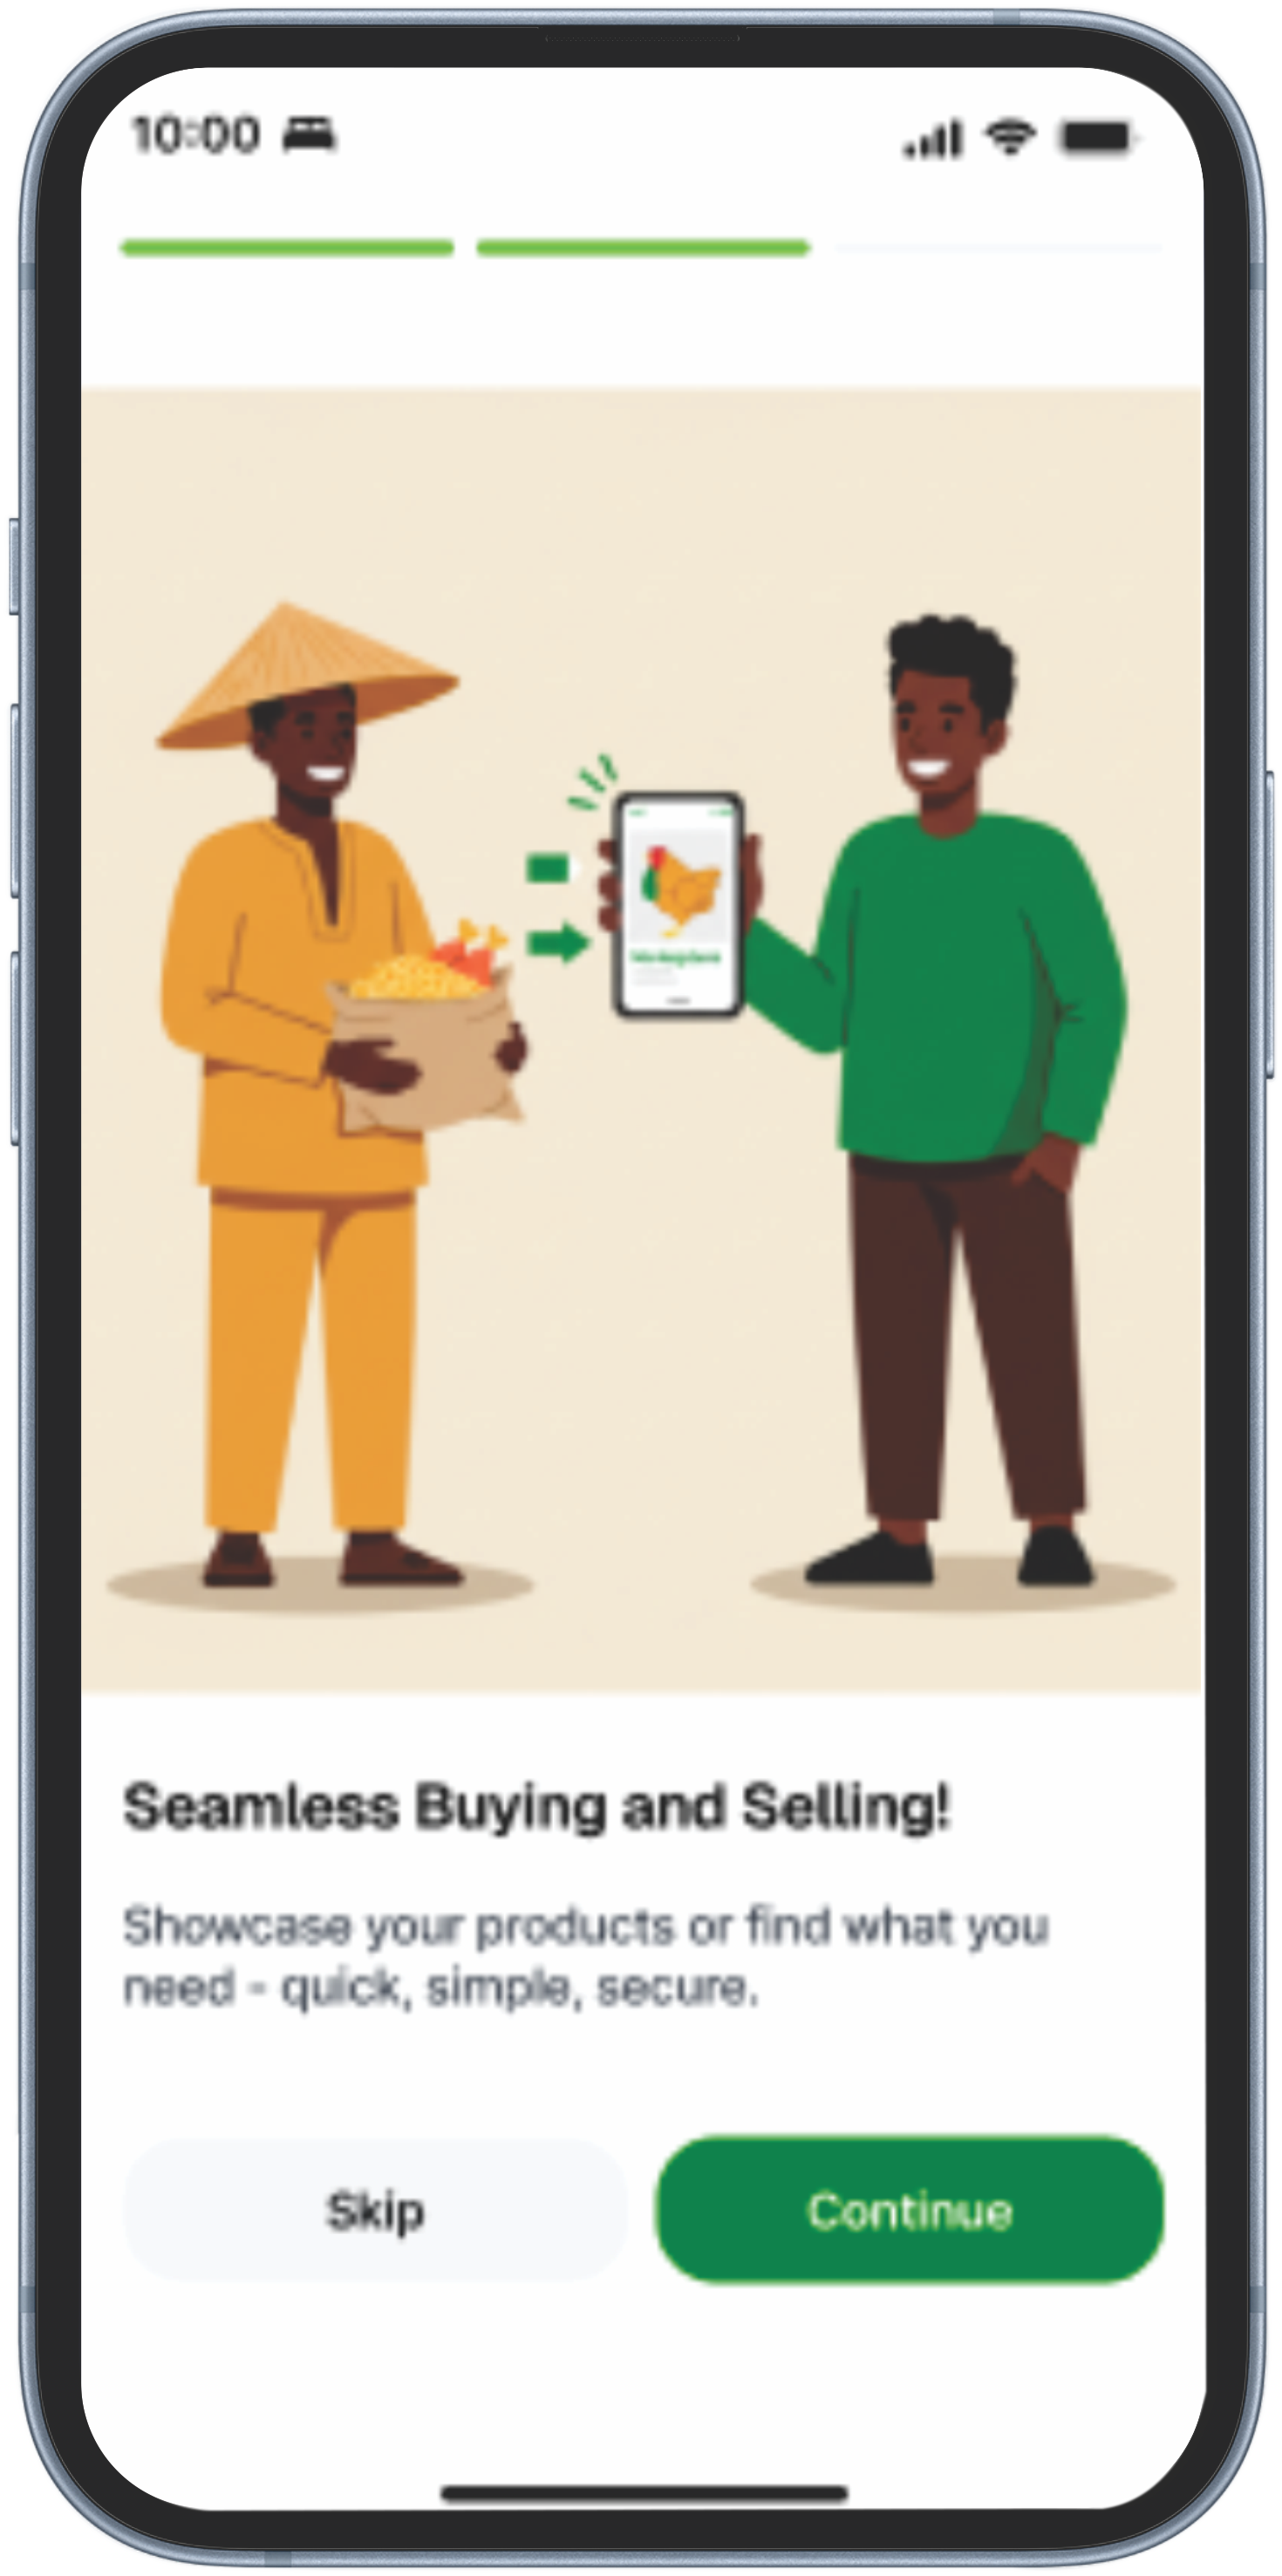 10:00
Seamless Buying and Selling!
Showcase your products or find what you
need - quick, simple, secure.
Skip
Continue